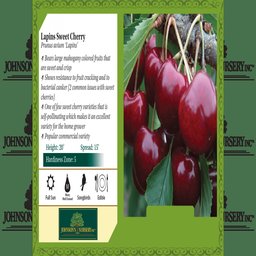 Lapins Sweet Cherry
Prunus avium 'Lapins'
Bears large mahogany colored fruits that
are sweet and crisp
Shows resistance to fruit cracking and to
bacterial canker (2 common issues with sweet
cherries)
One of few sweet cherry varieties that is
self-pollinating which makes it an excellent
variety for the home grower
Popular commercial variety
Height: 20' Spread: 15'
Hardiness Zone: 5
Full Sun Songbirds Edible
JOHNSON'S NURSERY INC